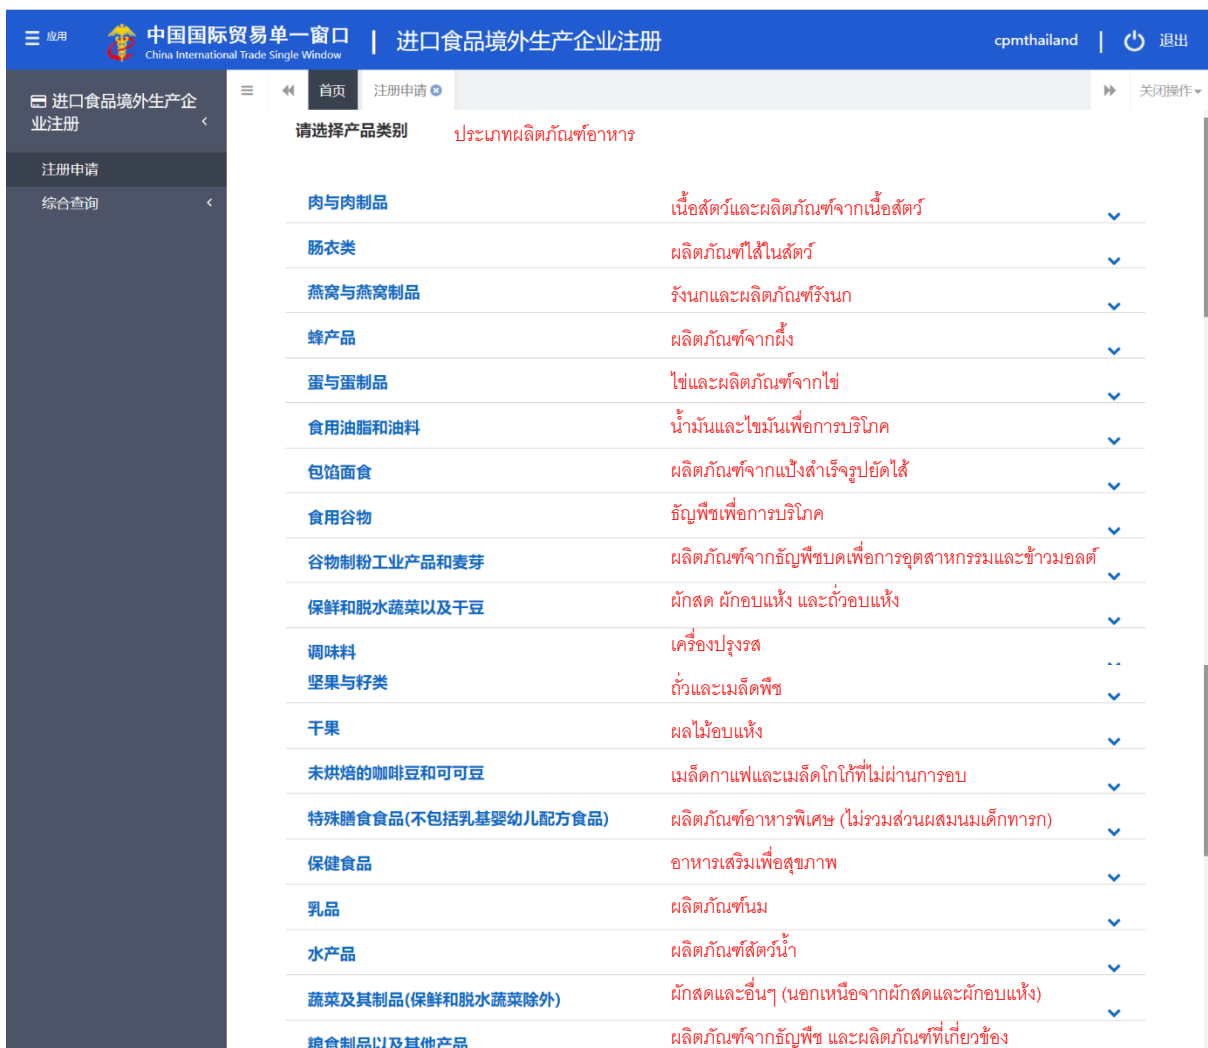 应用 中国国际贸易单一窗口 | 进口食品境外生产企业注册 cpmthailand | 退出
China International Trade Single Window
进口食品境外生产企业注册
首页 注册申请 关闭操作
注册申请
综合查询
请选择产品类别 ประเภทผลิตภัณฑ์อาหาร
肉与肉制品 เนื้อสัตว์และผลิตภัณฑ์จากเนื้อสัตว์
肠衣类 ผลิตภัณฑ์ไส้ในสัตว์
燕窝与燕窝制品 รังนกและผลิตภัณฑ์รังนก
蜂产品 ผลิตภัณฑ์จากผึ้ง
蛋与蛋制品 ไข่และผลิตภัณฑ์จากไข่
食用油脂和油料 น้ำมันและไขมันเพื่อการบริโภค
包馅面食 ผลิตภัณฑ์จากแป้งสำเร็จรูปยัดไส้
食用谷物 ธัญพืชเพื่อการบริโภค
谷物制粉工业产品和麦芽 ผลิตภัณฑ์จากธัญพืชบดเพื่อการอุตสาหกรรมและข้าวมอลต์
保鲜和脱水蔬菜以及干豆 ผักสด ผักอบแห้ง และถั่วอบแห้ง
调味料 เครื่องปรุงรส
坚果与籽类 ถั่วและเมล็ดพืช
干果 ผลไม้อบแห้ง
未烘焙的咖啡豆和可可豆 เมล็ดกาแฟและเมล็ดโกโก้ที่ไม่ผ่านการอบ
特殊膳食食品(不包括乳基婴幼儿配方食品) ผลิตภัณฑ์อาหารพิเศษ (ไม่รวมส่วนผสมนมเด็กทารก)
保健食品 อาหารเสริมเพื่อสุขภาพ
乳品 ผลิตภัณฑ์นม
水产品 ผลิตภัณฑ์สัตว์น้ำ
蔬菜及其制品(保鲜和脱水蔬菜除外) ผักสดและอื่นๆ (นอกเหนือจากผักสดและผักอบแห้ง)
粮食制品以及其他产品 ผลิตภัณฑ์จากธัญพืช และผลิตภัณฑ์ที่เกี่ยวข้อง